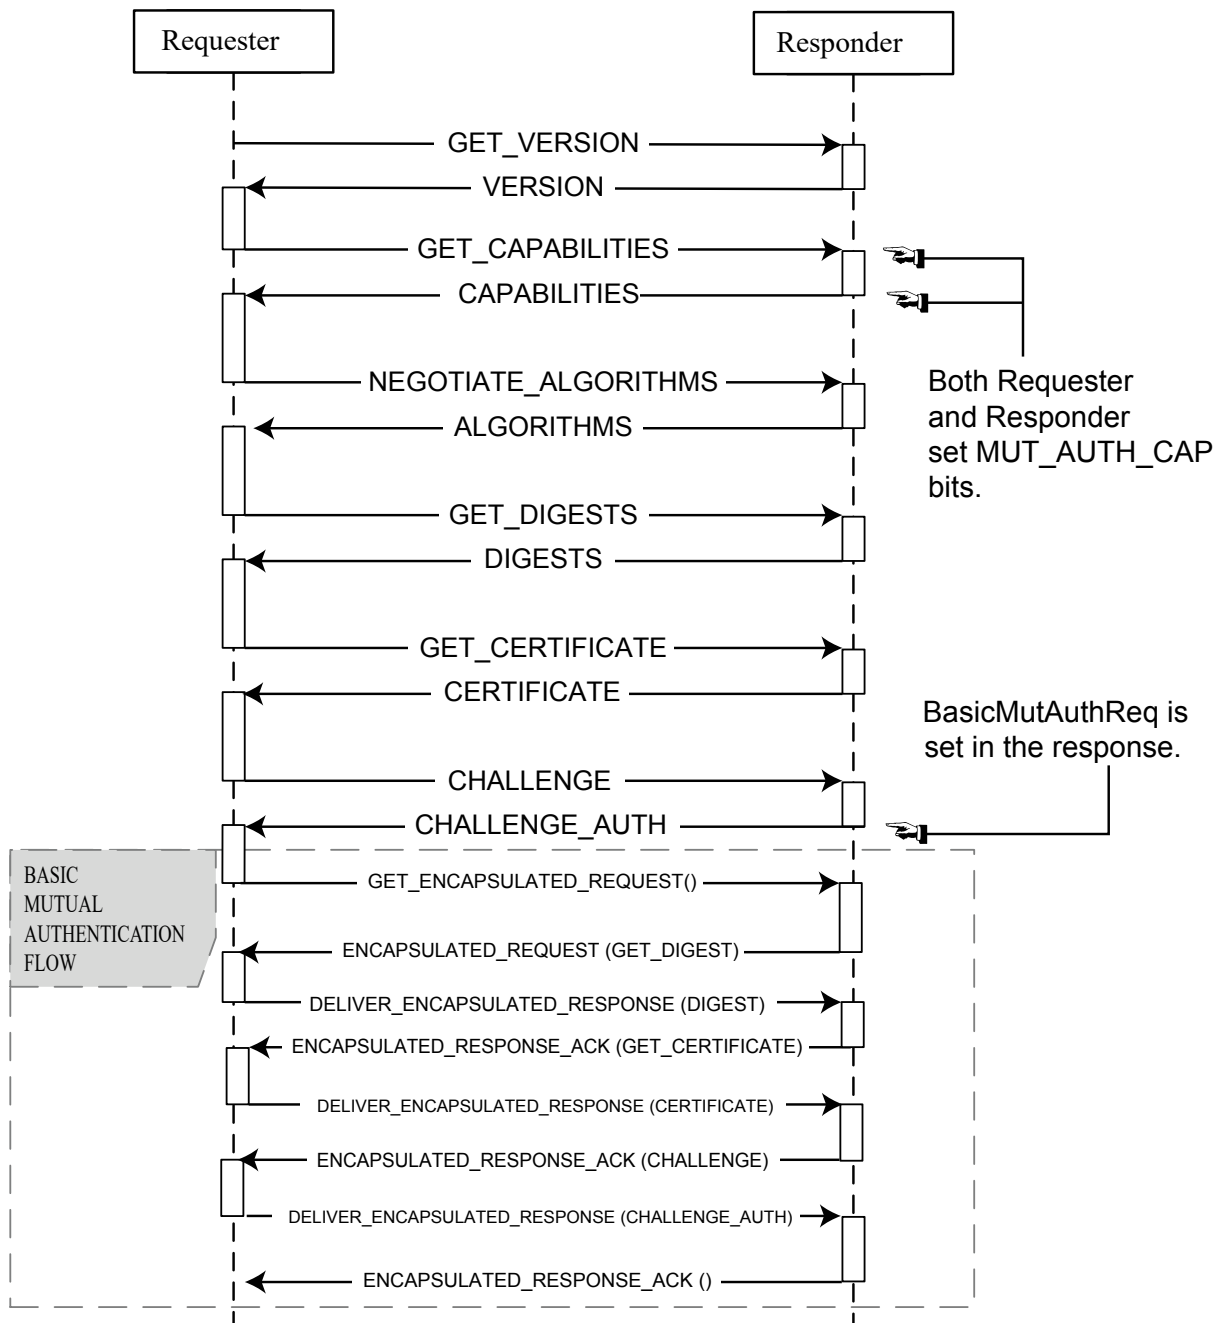 Requester
Responder
GET_VERSION
VERSION
GET_CAPABILITIES
CAPABILITIES
Both Requester
and Responder
set MUT_AUTH_CAP
bits.
NEGOTIATE_ALGORITHMS
ALGORITHMS
GET_DIGESTS
DIGESTS
GET_CERTIFICATE
CERTIFICATE
BasicMutAuthReq is
set in the response.
CHALLENGE
CHALLENGE_AUTH
BASIC
MUTUAL
AUTHENTICATION
FLOW
GET_ENCAPSULATED_REQUEST()
ENCAPSULATED_REQUEST (GET_DIGEST)
DELIVER_ENCAPSULATED_RESPONSE (DIGEST)
ENCAPSULATED_RESPONSE_ACK (GET_CERTIFICATE)
DELIVER_ENCAPSULATED_RESPONSE (CERTIFICATE)
ENCAPSULATED_RESPONSE_ACK (CHALLENGE)
DELIVER_ENCAPSULATED_RESPONSE (CHALLENGE_AUTH)
ENCAPSULATED_RESPONSE_ACK ()